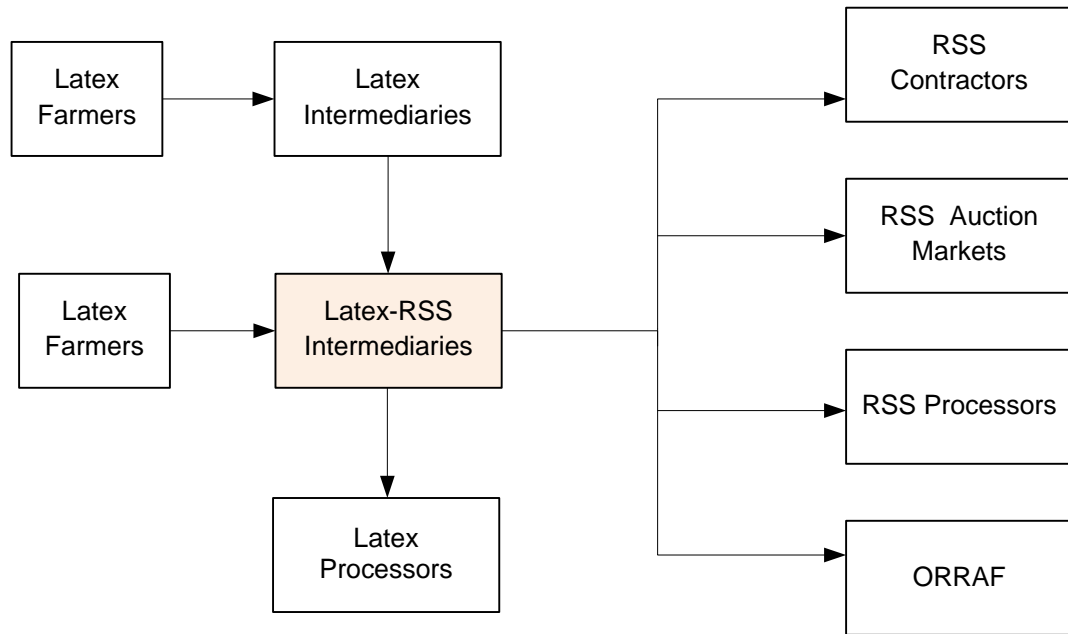 Latex
Farmers
Latex
Intermediaries
RSS
Contractors
RSS Auction
Markets
Latex
Farmers
Latex-RSS
Intermediaries
RSS Processors
Latex
Processors
ORRAF